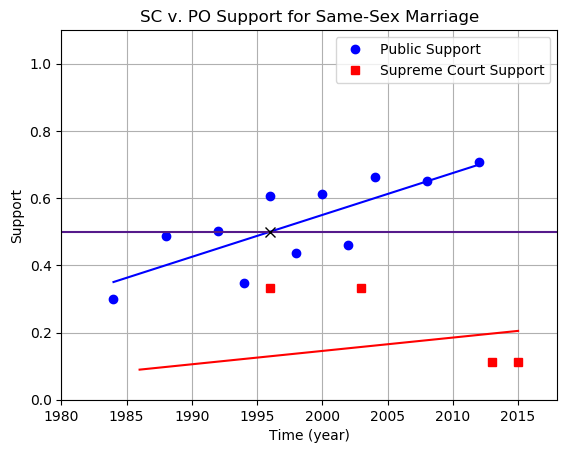 SC v. PO Support for Same-Sex Marriage
Public Support
Supreme Court Support
1.0
0.8
0.6
0.4
0.2
0.0
Support
1980 1985 1990 1995 2000 2005 2010 2015
Time (year)